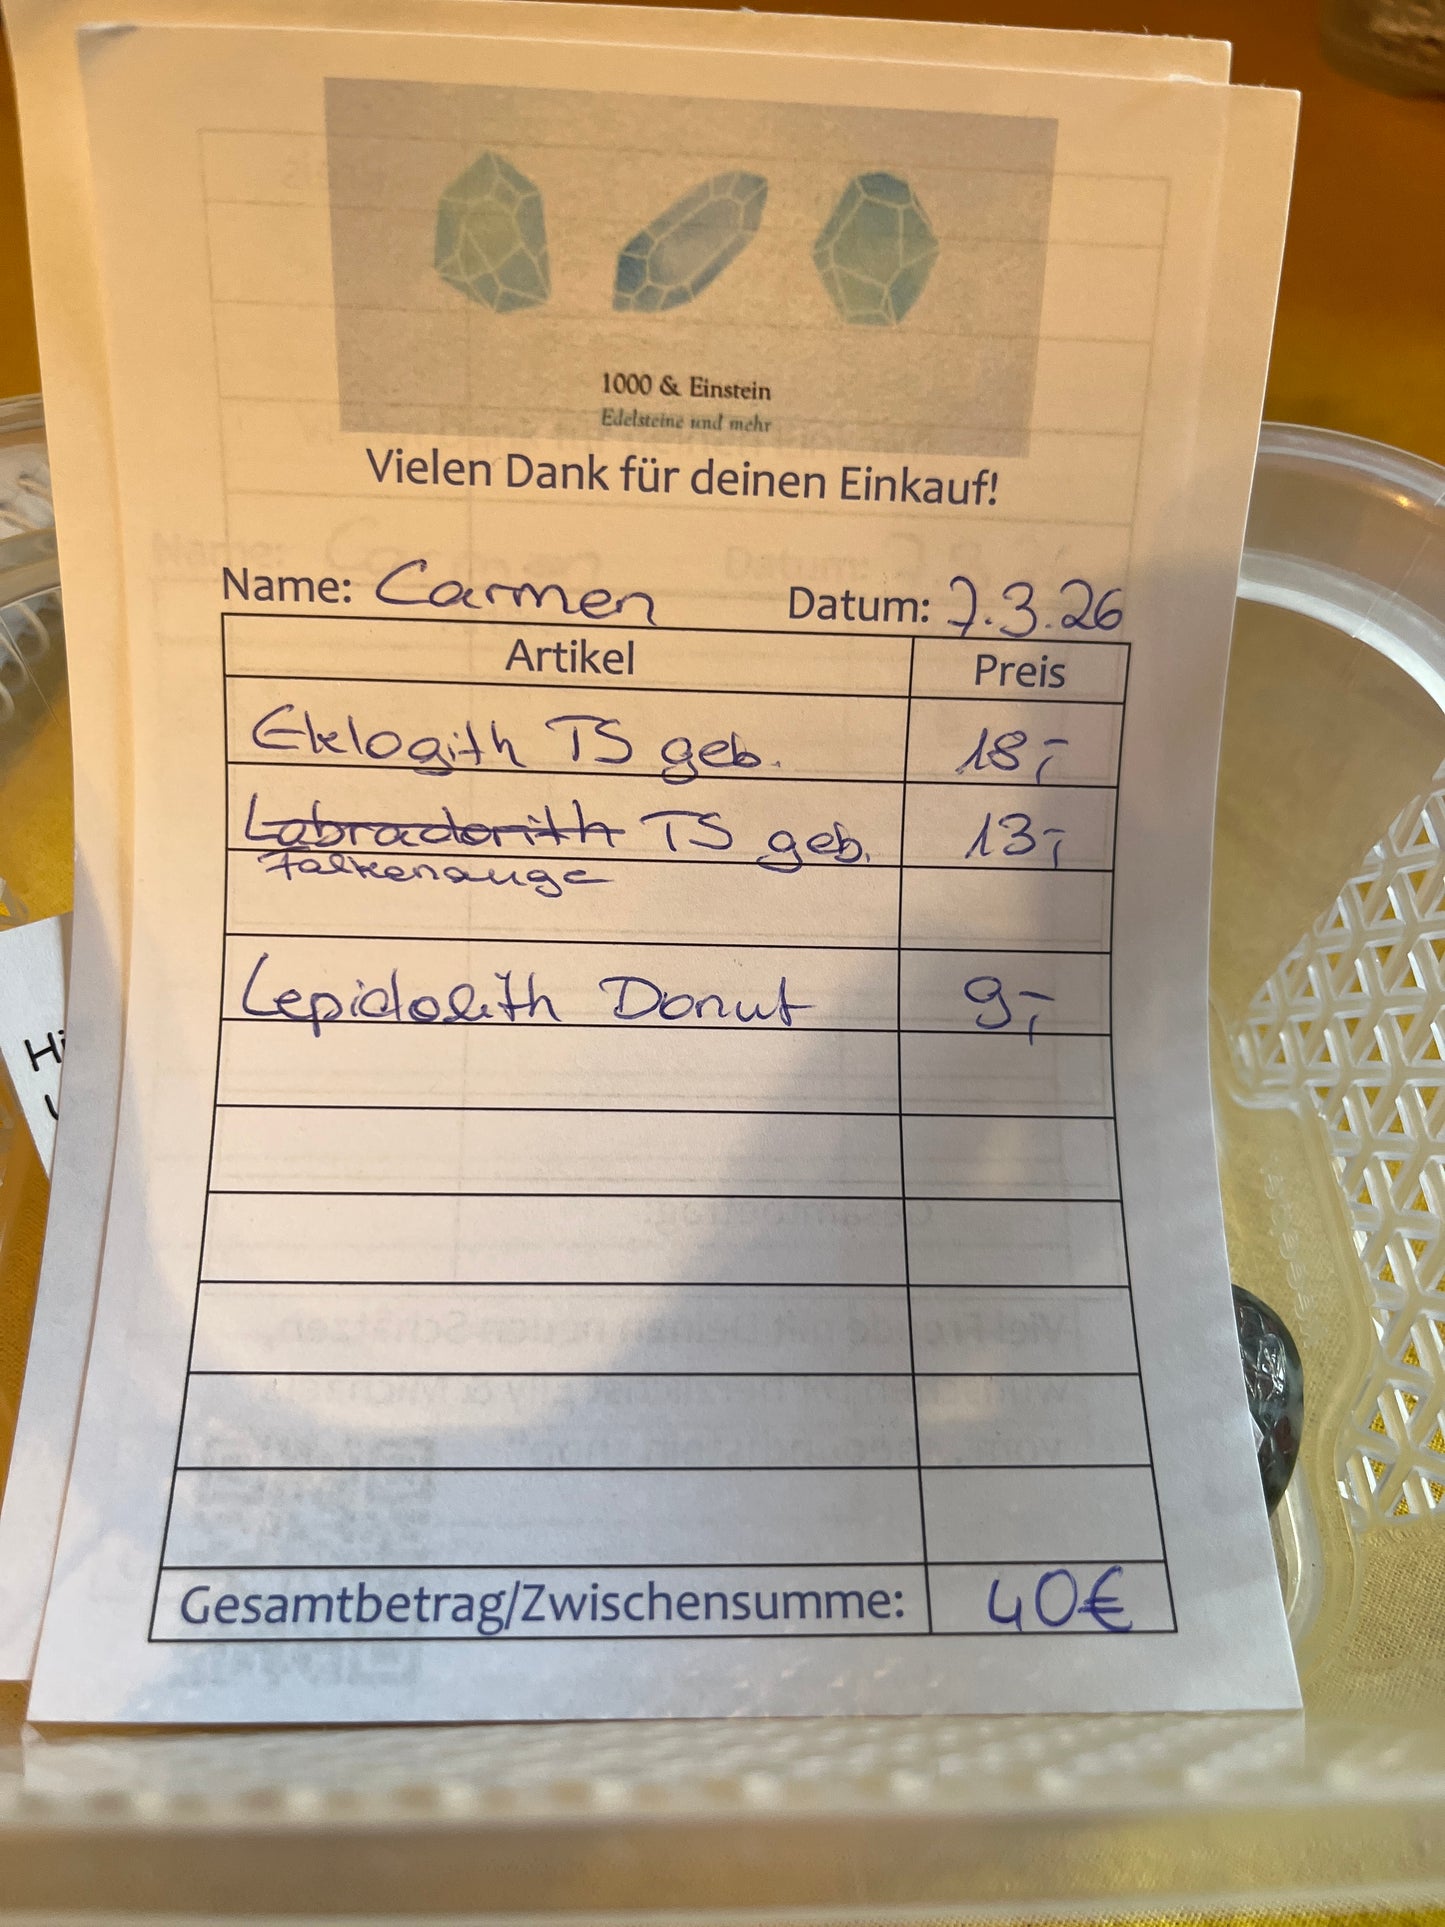 1000 & Einstein
Edelsteine und mehr
Vielen Dank für deinen Einkauf!
Name: Carmen Datum: 7.3.26
Artikel Preis
Eklogith TS geb. 18,-
Labradorith TS geb. 13,-
Falkenauge
Lepidolith Donut 9,-
Gesamtbetrag/Zwischensumme: 40€
Hi